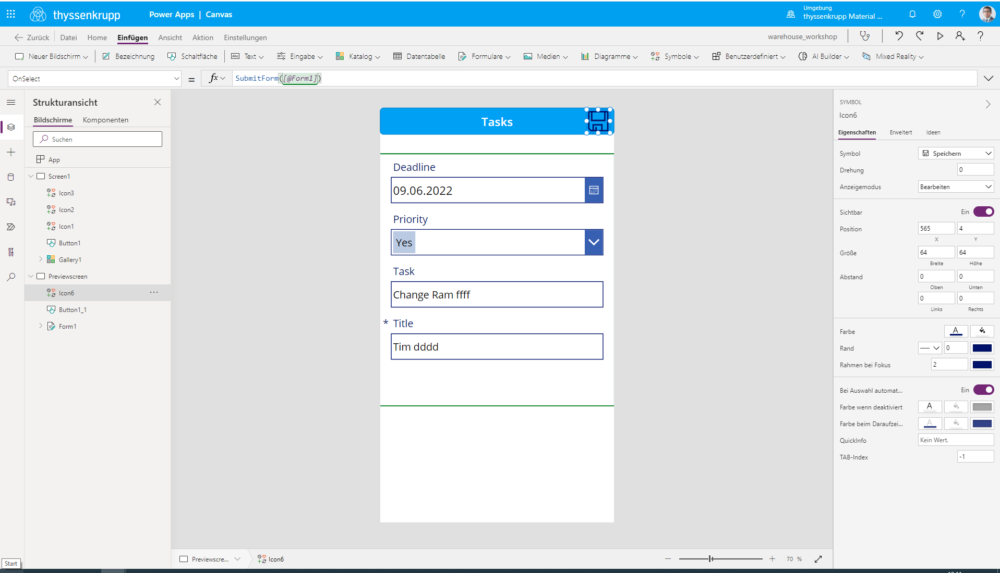 thyssenkrupp
Power Apps | Canvas
Umgebung
thyssenkrupp Material ...
Zurück
Datei
Home
Einfügen
Ansicht
Aktion
Einstellungen
warehouse_workshop
Neuer Bildschirm
Bezeichnung
Schaltfläche
Abc Text
Eingabe
Katalog
Datentabelle
Formulare
Medien
Diagramme
Symbole
Benutzerdefiniert
AI Builder
Mixed Reality
OnSelect
=
fx
SubmitForm([@Form1])
Strukturansicht
Bildschirme
Komponenten
Suchen
App
Screen1
Icon3
Icon2
Icon1
Button1
Gallery1
Previewscreen
Icon6
...
Button1_1
Form1
Start
Tasks
Deadline
09.06.2022
Priority
Yes
Task
Change Ram ffff
* Title
Tim dddd
Previewscre...
Icon6
70 %
SYMBOL
Icon6
Eigenschaften
Erweitert
Ideen
Symbol
Speichern
Drehung
0
Anzeigemodus
Bearbeiten
Sichtbar
Ein
Position
565
4
X
Y
Größe
64
64
Breite
Höhe
Abstand
0
0
Oben
Unten
0
0
Links
Rechts
Farbe
A
Rand
0
Rahmen bei Fokus
2
Bei Auswahl automat...
Ein
Farbe wenn deaktiviert
A
Farbe beim Daraufzei...
A
QuickInfo
Kein Wert.
TAB-Index
-1